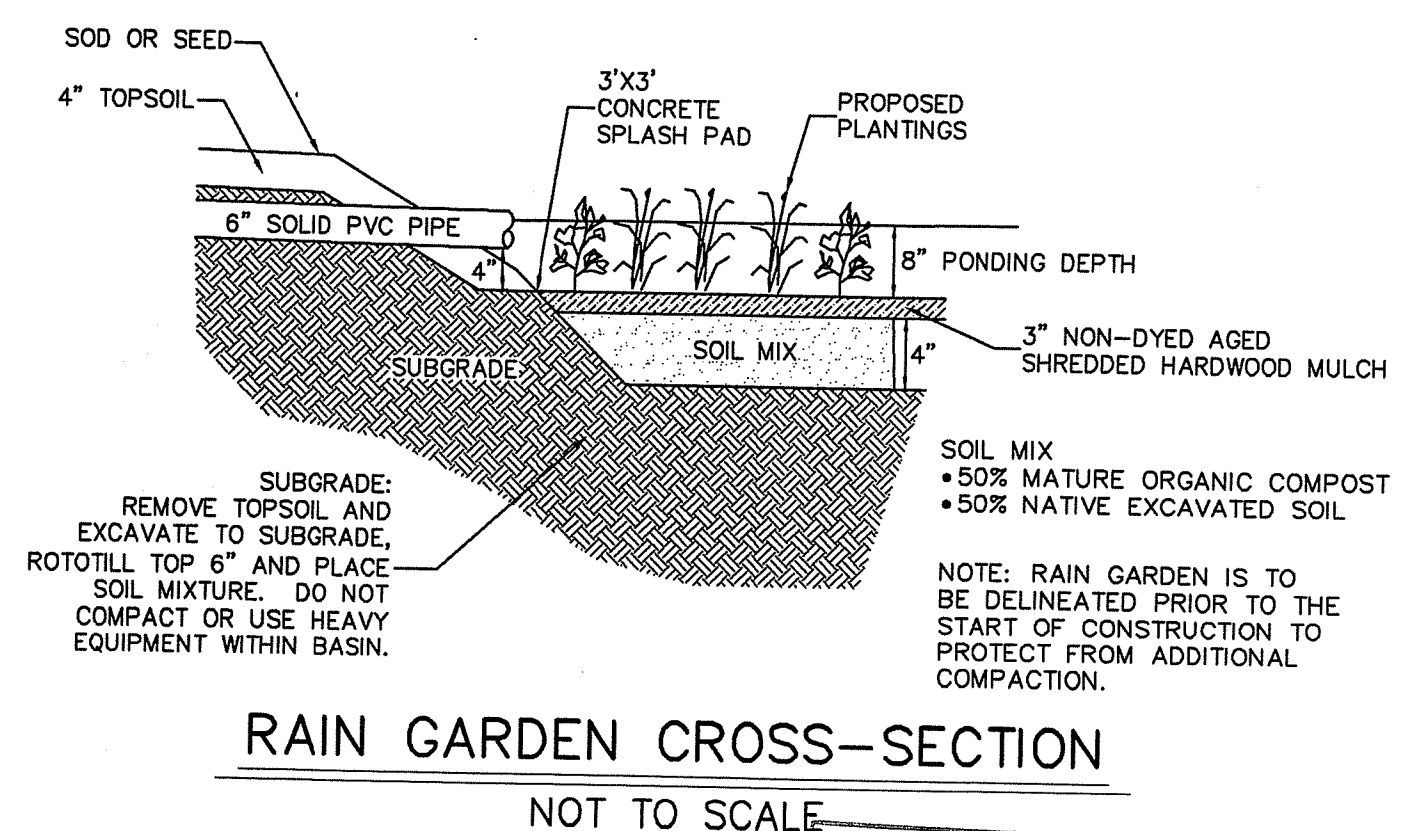 SOD OR SEED
4" TOPSOIL
3'X3'
CONCRETE
SPLASH PAD
PROPOSED
PLANTINGS
6" SOLID PVC PIPE
4"
8" PONDING DEPTH
SOIL MIX
4"
3" NON-DYED AGED
SHREDDED HARDWOOD MULCH
SUBGRADE
SUBGRADE:
REMOVE TOPSOIL AND
EXCAVATE TO SUBGRADE,
ROTOTILL TOP 6" AND PLACE
SOIL MIXTURE. DO NOT
COMPACT OR USE HEAVY
EQUIPMENT WITHIN BASIN.
SOIL MIX
•50% MATURE ORGANIC COMPOST
•50% NATIVE EXCAVATED SOIL
NOTE: RAIN GARDEN IS TO
BE DELINEATED PRIOR TO THE
START OF CONSTRUCTION TO
PROTECT FROM ADDITIONAL
COMPACTION.
RAIN GARDEN CROSS-SECTION
NOT TO SCALE